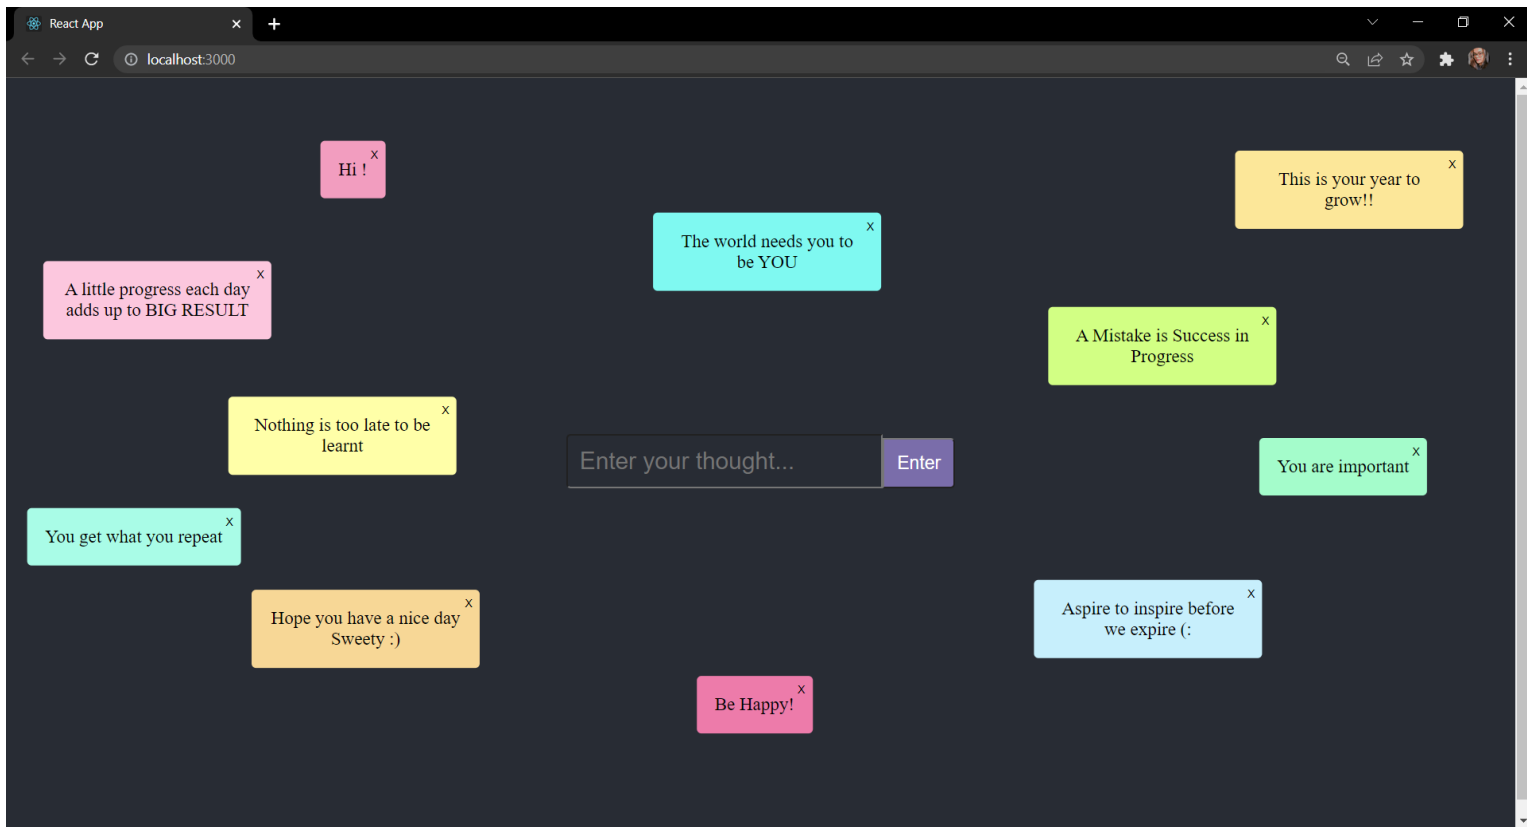 React App
localhost:3000
X
Hi !
X
This is your year to
grow!!
X
The world needs you to
be YOU
X
A little progress each day
adds up to BIG RESULT
X
A Mistake is Success in
Progress
X
Nothing is too late to be
learnt
Enter your thought...
Enter
X
You are important
X
You get what you repeat
X
Hope you have a nice day
Sweety :)
X
Aspire to inspire before
we expire (:
X
Be Happy!